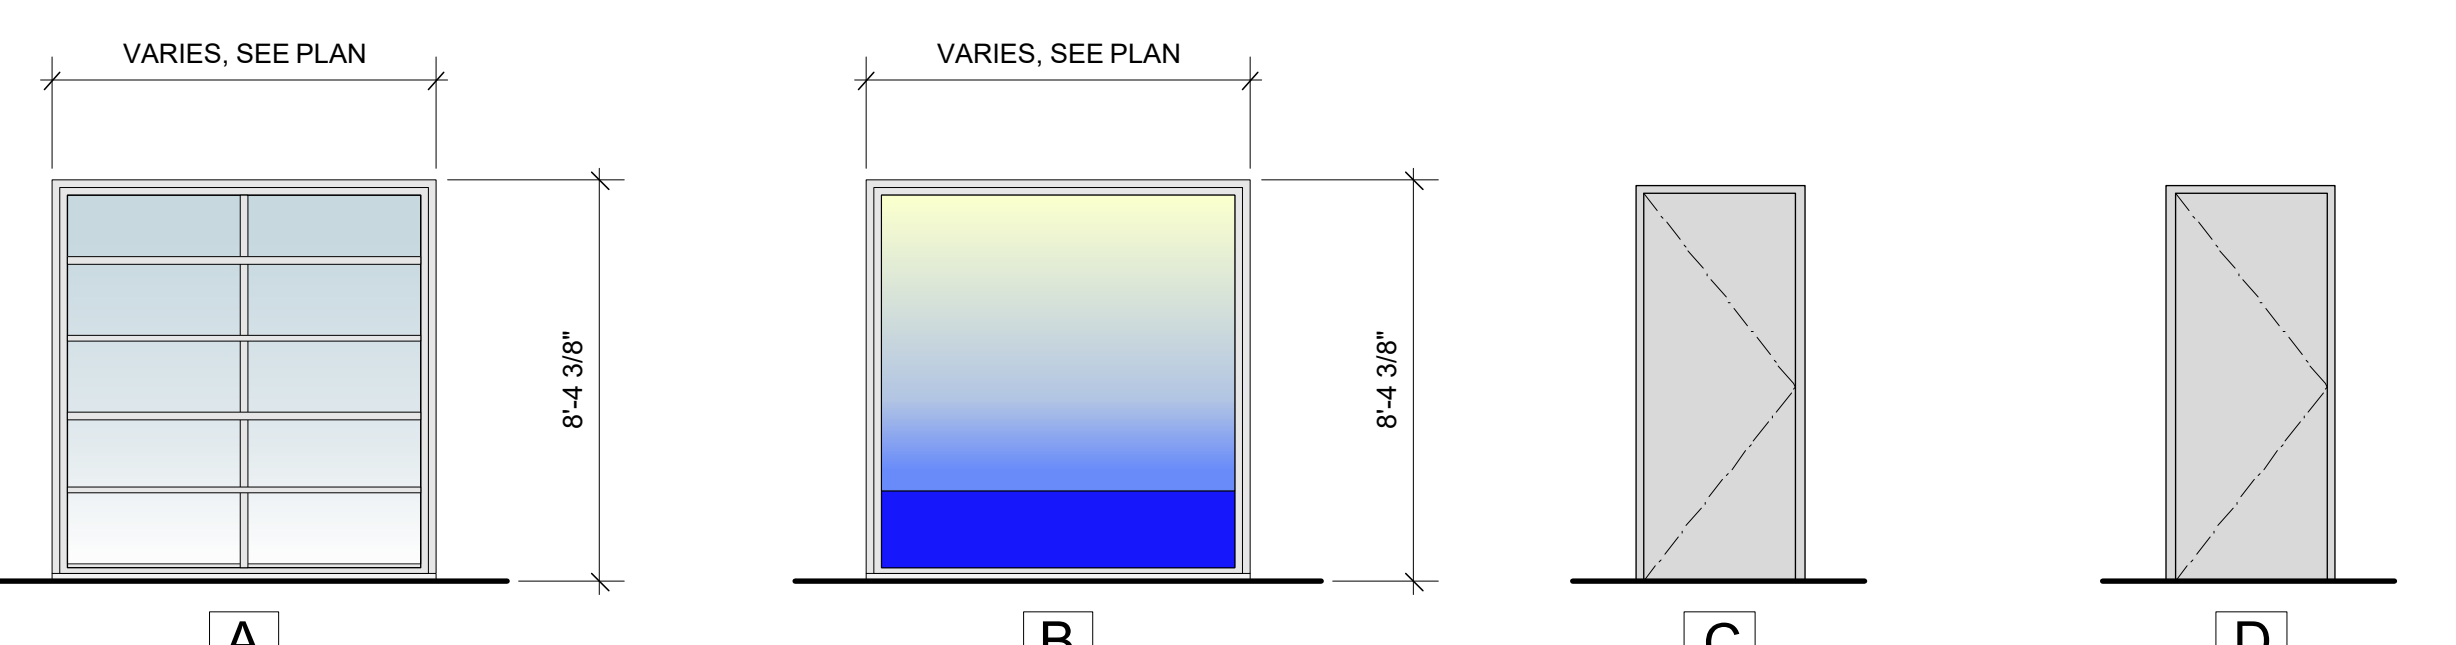 VARIES, SEE PLAN
VARIES, SEE PLAN
8'-4 3/8"
8'-4 3/8"
A
B
C
D